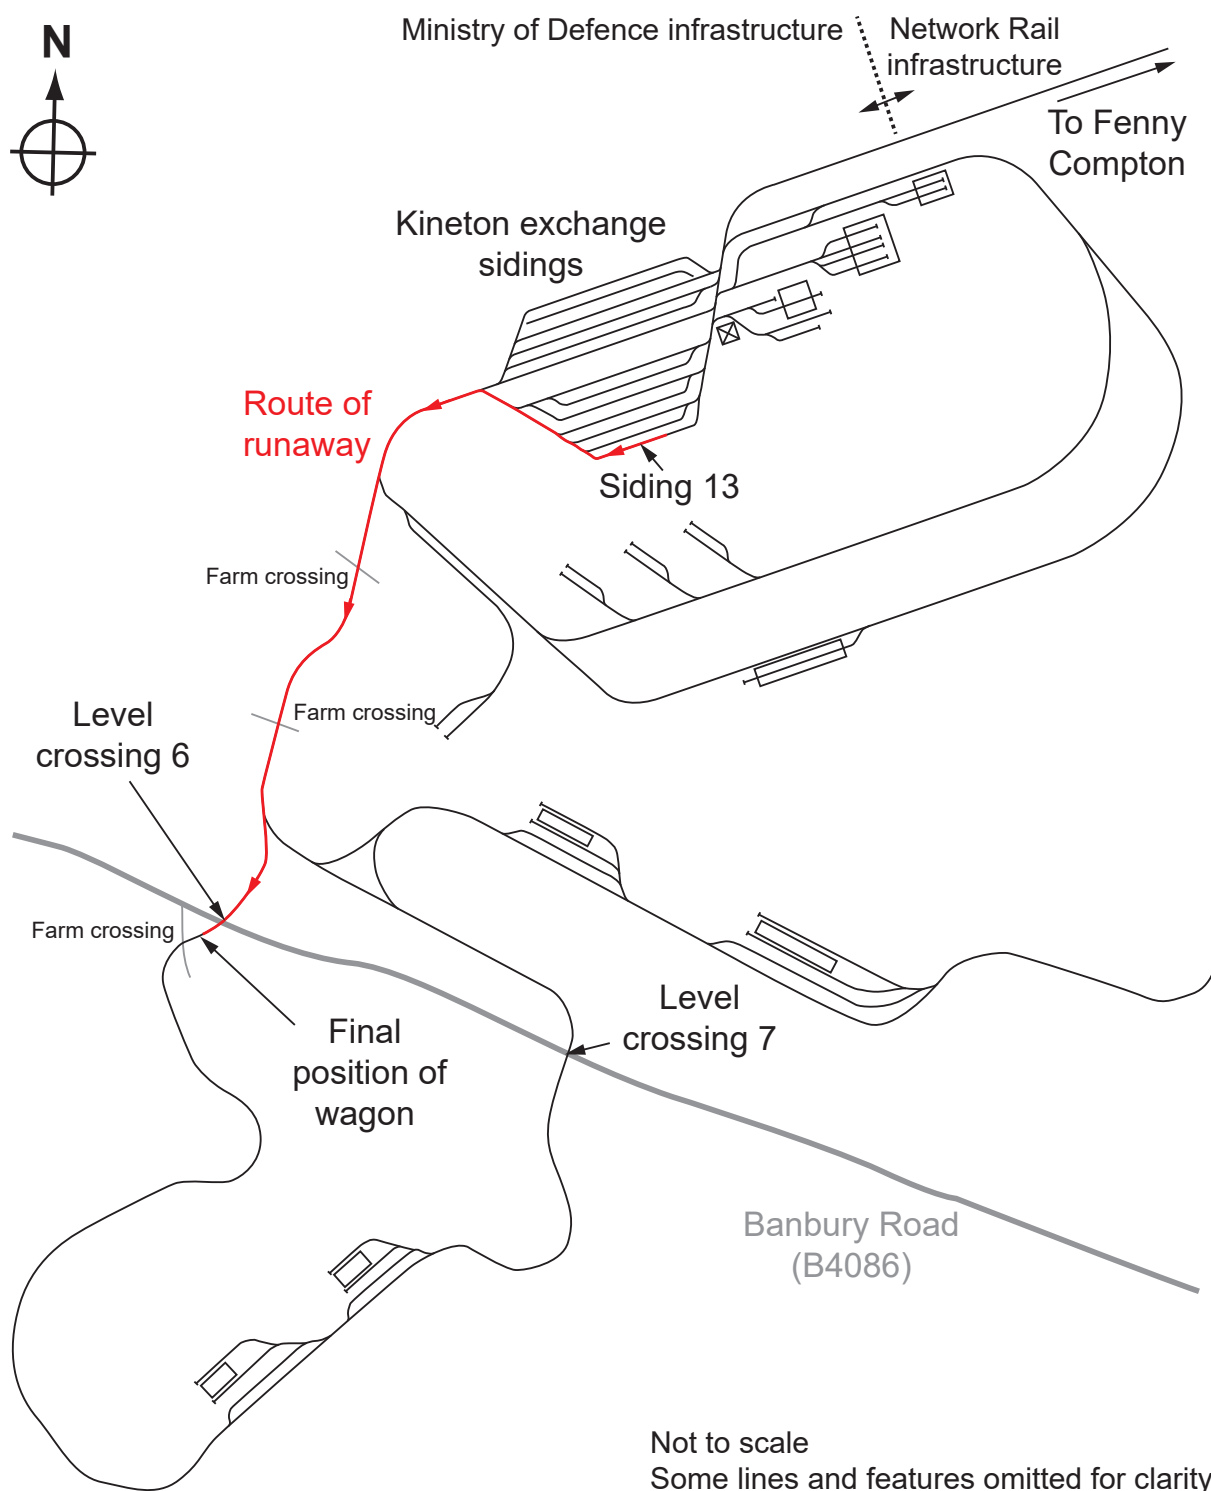 Ministry of Defence infrastructure
Network Rail
infrastructure
N
To Fenny
Compton
Kineton exchange
sidings
Route of
runaway
Siding 13
Farm crossing
Farm crossing
Level
crossing 6
Farm crossing
Level
crossing 7
Final
position of
wagon
Banbury Road
(B4086)
Not to scale
Some lines and features omitted for clarity